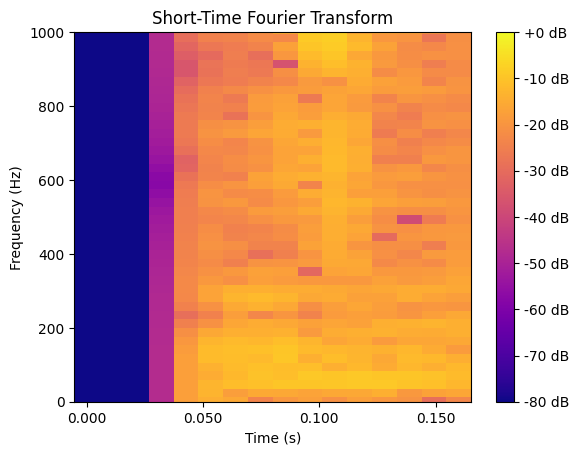 Short-Time Fourier Transform
1000
800
600
400
200
0
Frequency (Hz)
0.000
0.050
0.100
0.150
Time (s)
+0 dB
-10 dB
-20 dB
-30 dB
-40 dB
-50 dB
-60 dB
-70 dB
-80 dB